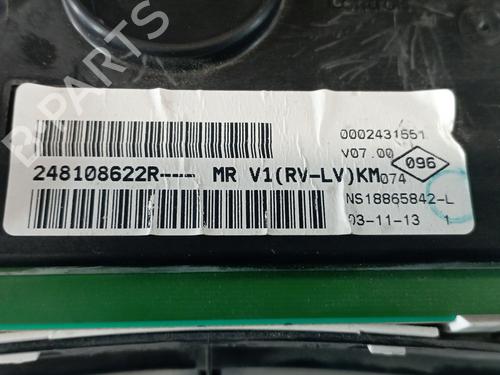 0002431551
V07.00
096
248108622R---- MR V1(RV-LV)KM
074
NS18865842-L
03-11-13 1
B-PARTS